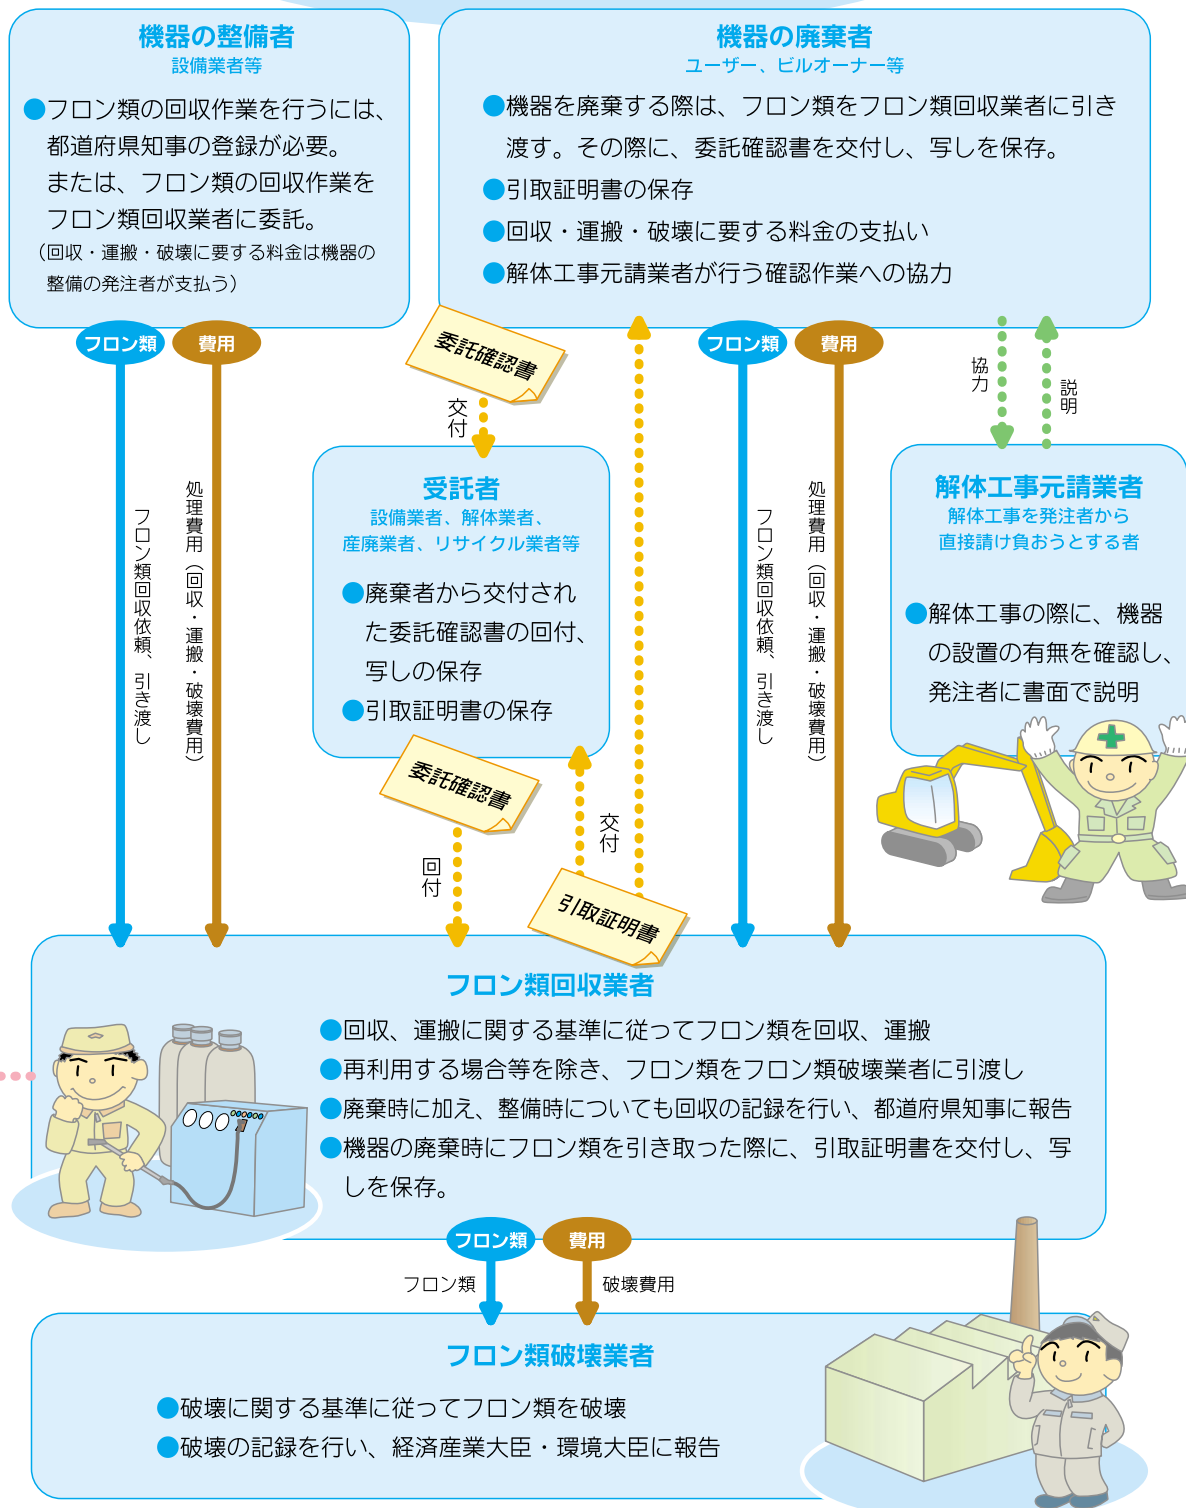 機器の整備者
設備業者等
●フロン類の回収作業を行うには、
都道府県知事の登録が必要。
または、フロン類の回収作業を
フロン類回収業者に委託。
（回収・運搬・破壊に要する料金は機器の
整備の発注者が支払う）
機器の廃棄者
ユーザー、ビルオーナー等
●機器を廃棄する際は、フロン類をフロン類回収業者に引き
渡す。その際に、委託確認書を交付し、写しを保存。
●引取証明書の保存
●回収・運搬・破壊に要する料金の支払い
●解体工事元請業者が行う確認作業への協力
フロン類
費用
委託確認書
フロン類
費用
交付
協力
説明
フロン類回収依頼、引き渡し
処理費用（回収・運搬・破壊費用）
受託者
設備業者、解体業者、
産廃業者、リサイクル業者等
●廃棄者から交付され
た委託確認書の回付、
写しの保存
●引取証明書の保存
フロン類回収依頼、引き渡し
処理費用（回収・運搬・破壊費用）
解体工事元請業者
解体工事を発注者から
直接請け負おうとする者
●解体工事の際に、機器
の設置の有無を確認し、
発注者に書面で説明
委託確認書
回付
交付
引取証明書
フロン類回収業者
●回収、運搬に関する基準に従ってフロン類を回収、運搬
●再利用する場合等を除き、フロン類をフロン類破壊業者に引渡し
●廃棄時に加え、整備時についても回収の記録を行い、都道府県知事に報告
●機器の廃棄時にフロン類を引き取った際に、引取証明書を交付し、写
しを保存。
フロン類
費用
フロン類
破壊費用
フロン類破壊業者
●破壊に関する基準に従ってフロン類を破壊
●破壊の記録を行い、経済産業大臣・環境大臣に報告